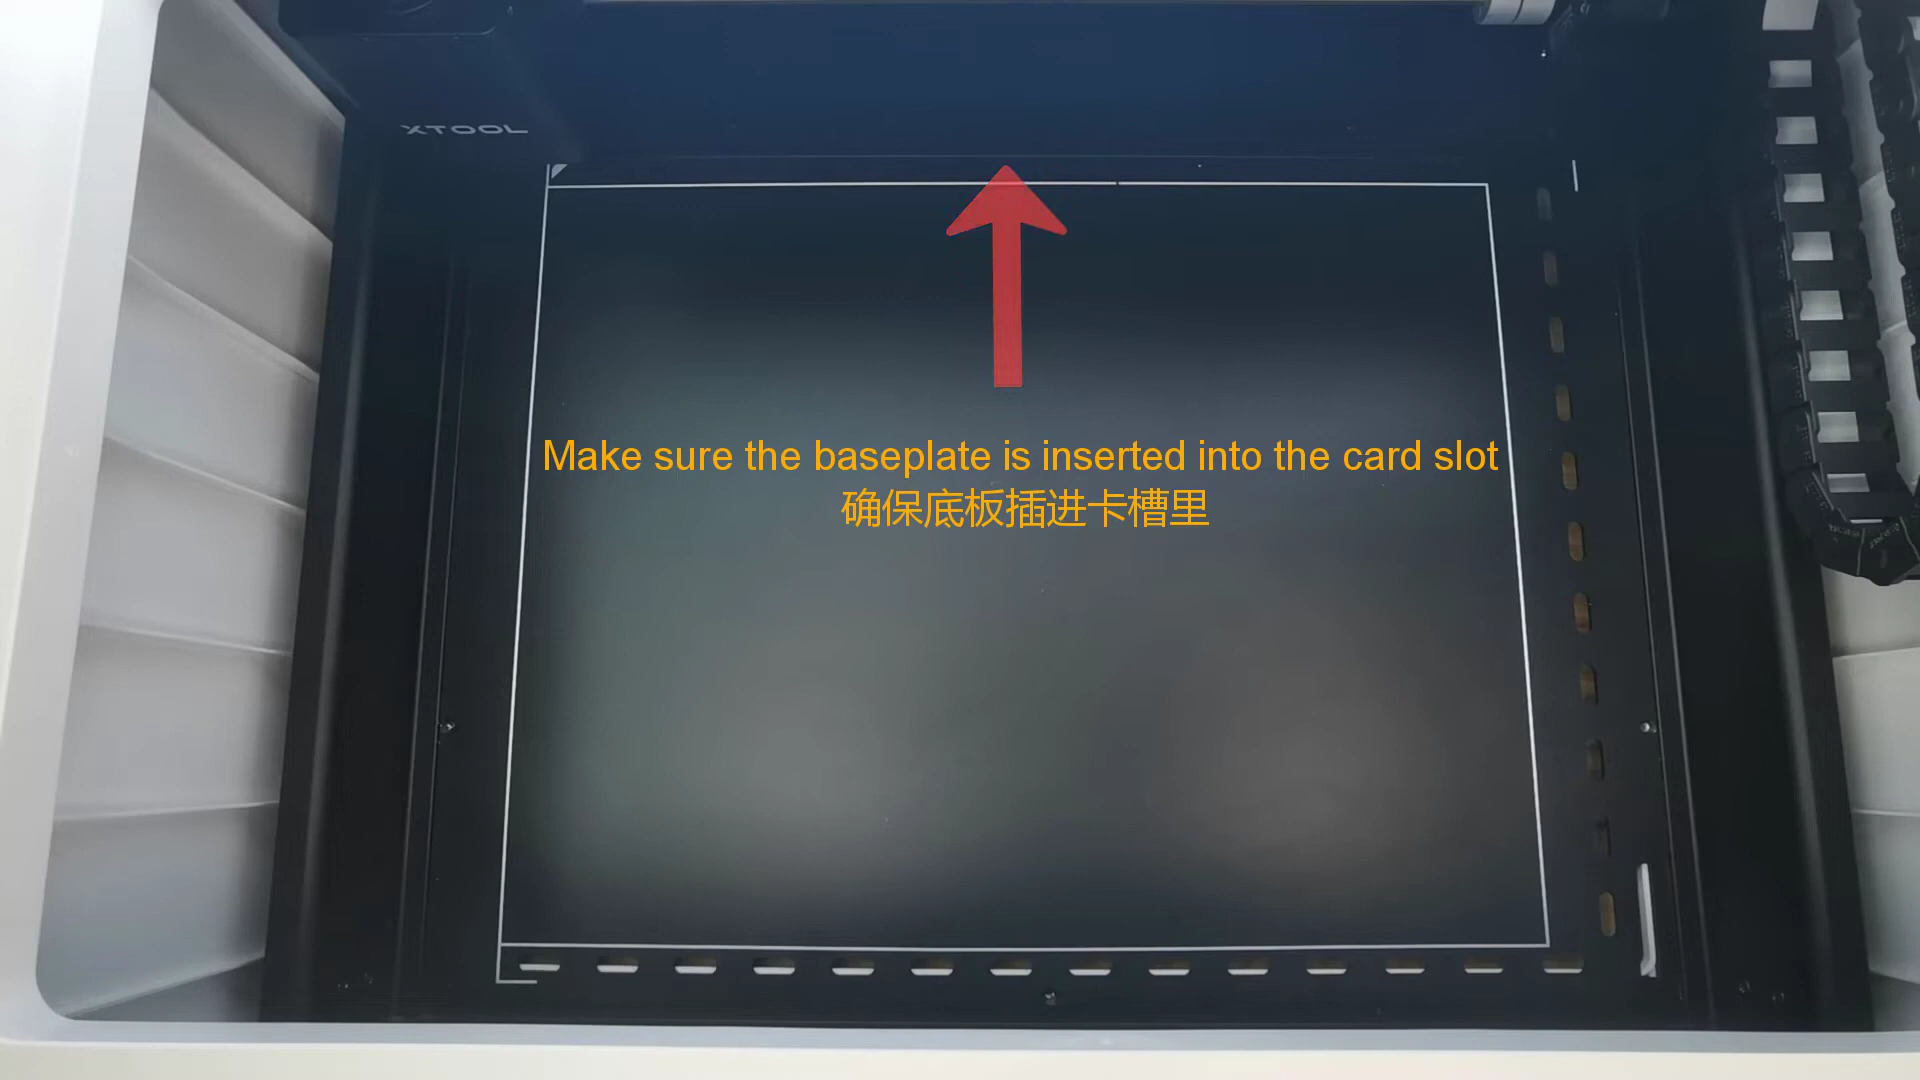 XTOOL
Make sure the baseplate is inserted into the card slot
确保底板插进卡槽里